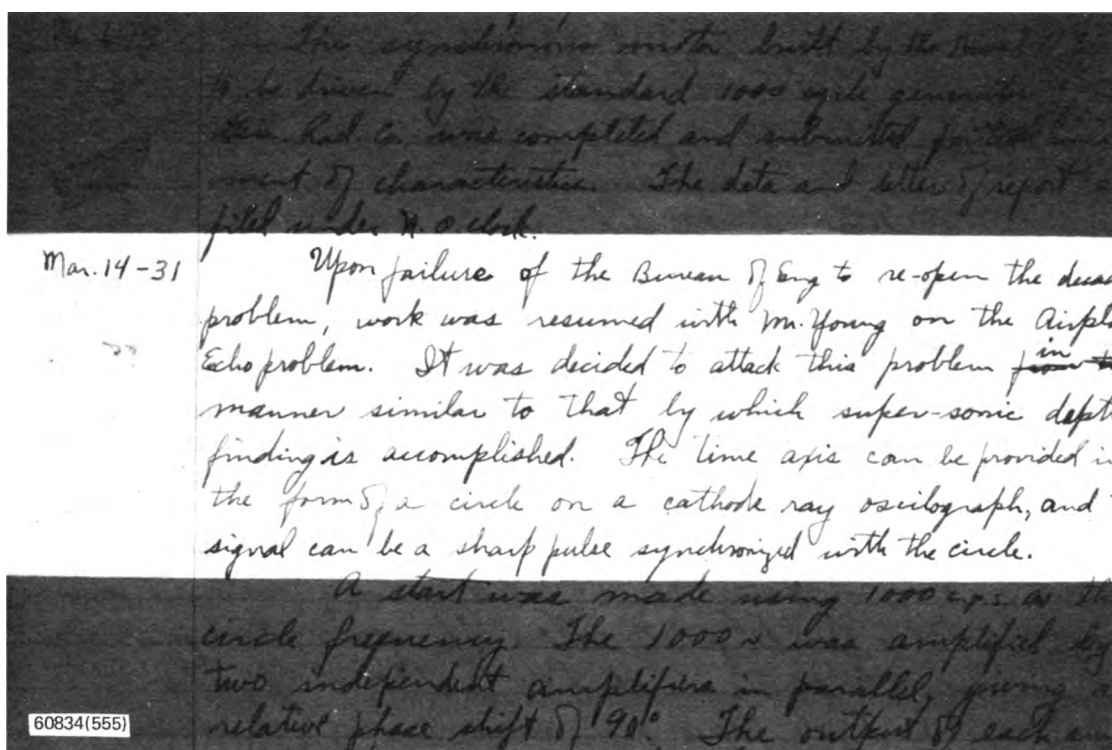 The synchronous motor built by the Naval
to be driven by the standard 1000 cycle generator
Rad Co. was completed and submitted for
ment of characteristics. The data and letter of report
filed under N.O. clock.
Mar. 14-31 Upon failure of the Bureau of Eng to re-open the
problem, work was resumed with Mr. Young on the Airpl
Echo problem. It was decided to attack this problem in
manner similar to that by which super-sonic depth
finding is accomplished. The time axis can be provided in
the form of a circle on a cathode ray oscilograph, and
signal can be a sharp pulse synchronized with the circle.
A start was made using 1000 c.p.s. as the
circle frequency. The 1000 ~ was amplified by
two independent amplifiers in parallel, giving a
relative phase shift of 90°. The output of each am
60834(555)